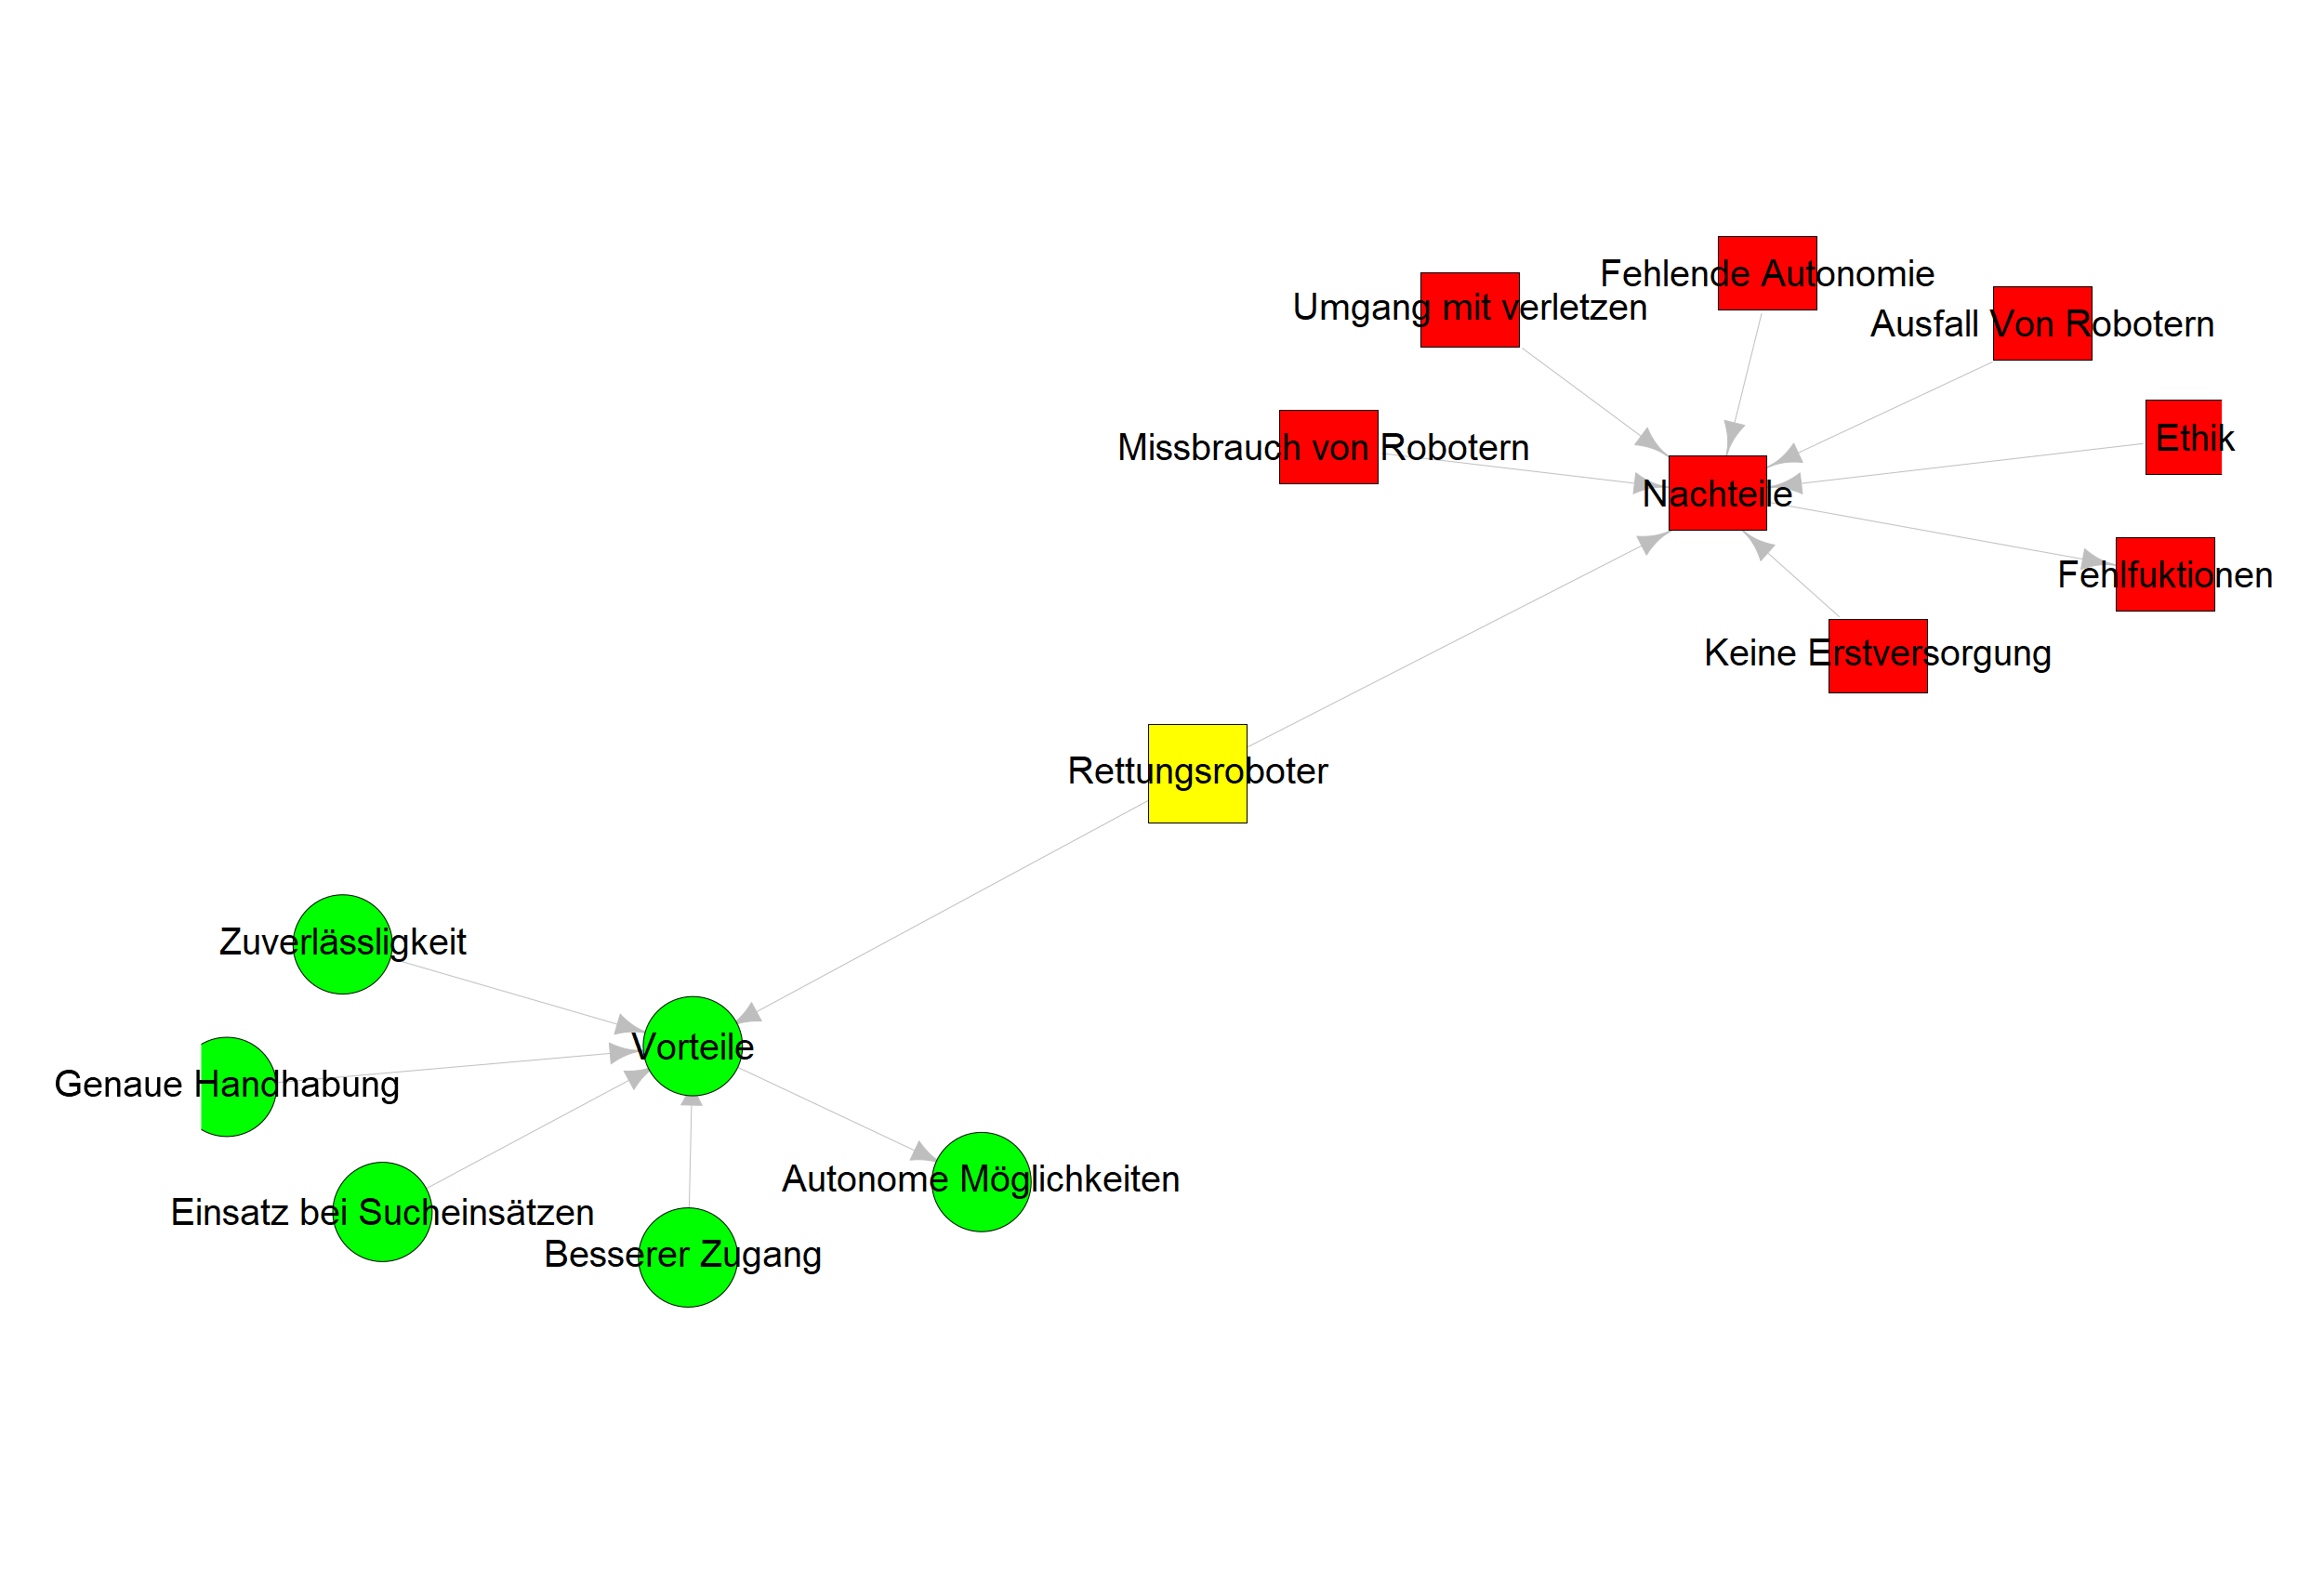 Fehlende Autonomie
Umgang mit verletzen
Ausfall Von Robotern
Missbrauch von Robotern
Ethik
Nachteile
Fehlfuktionen
Keine Erstversorgung
Rettungsroboter
Zuverlässligkeit
Vorteile
Genaue Handhabung
Autonome Möglichkeiten
Einsatz bei Sucheinsätzen
Besserer Zugang